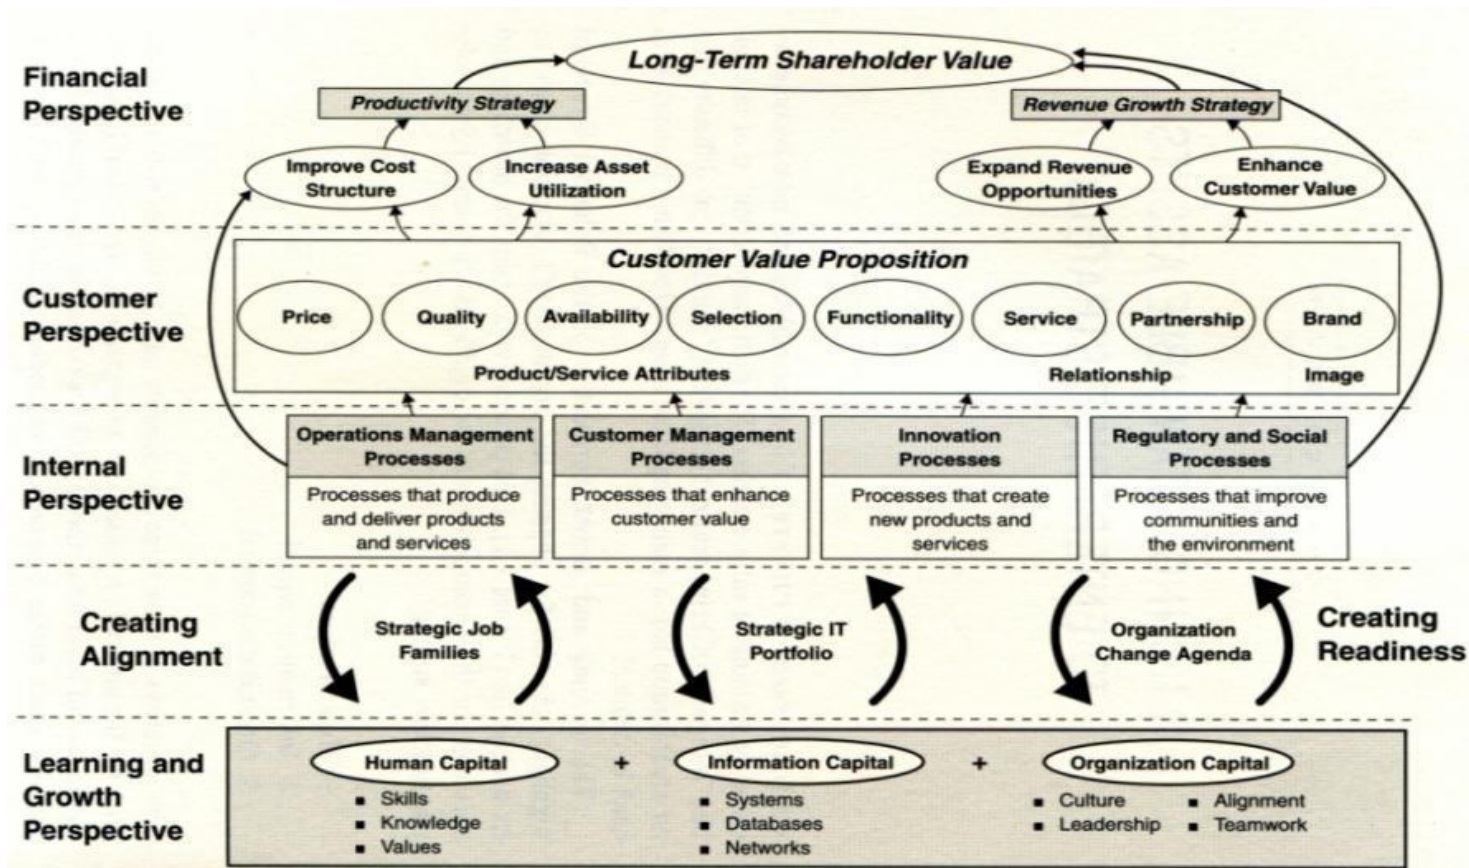 Long-Term Shareholder Value
Financial
Perspective
Productivity Strategy
Revenue Growth Strategy
Improve Cost
Structure
Increase Asset
Utilization
Expand Revenue
Opportunities
Enhance
Customer Value
Customer Value Proposition
Customer
Perspective
Price
Quality
Availability
Selection
Functionality
Service
Partnership
Brand
Product/Service Attributes
Relationship
Image
Internal
Perspective
Operations Management
Processes
Processes that produce
and deliver products
and services
Customer Management
Processes
Processes that enhance
customer value
Innovation
Processes
Processes that create
new products and
services
Regulatory and Social
Processes
Processes that improve
communities and
the environment
Creating
Alignment
Strategic Job
Families
Strategic IT
Portfolio
Organization
Change Agenda
Creating
Readiness
Learning and
Growth
Perspective
Human Capital
▪ Skills
▪ Knowledge
▪ Values
+
Information Capital
▪ Systems
▪ Databases
▪ Networks
+
Organization Capital
▪ Culture
▪ Leadership
▪ Alignment
▪ Teamwork